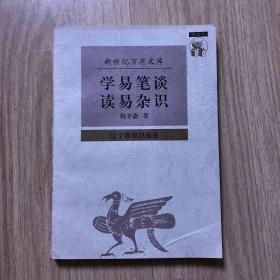 新世纪万有文库
学易笔谈
读易杂识
杭辛斋 著
辽宁教育出版社